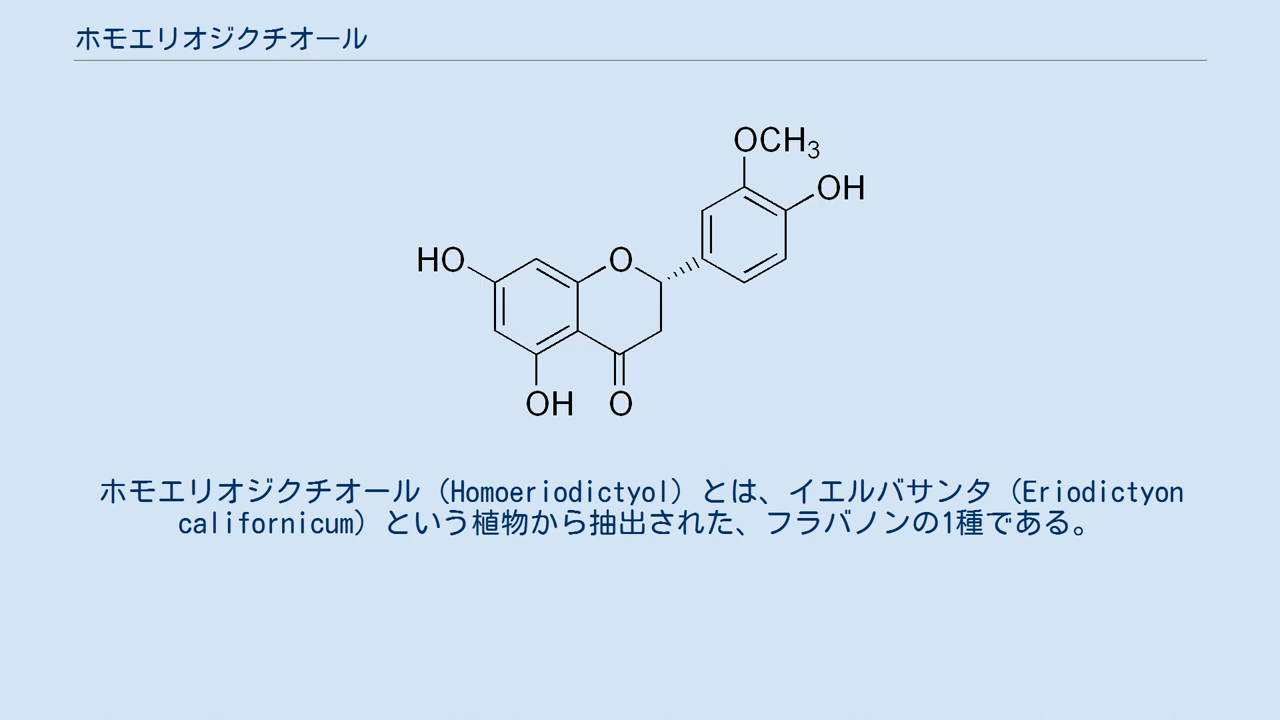 ホモエリオジクチオール
OCH3
OH
HO
O
OH
O
ホモエリオジクチオール（Homoeriodictyol）とは、イエルバサンタ（Eriodictyon
californicum）という植物から抽出された、フラバノンの1種である。